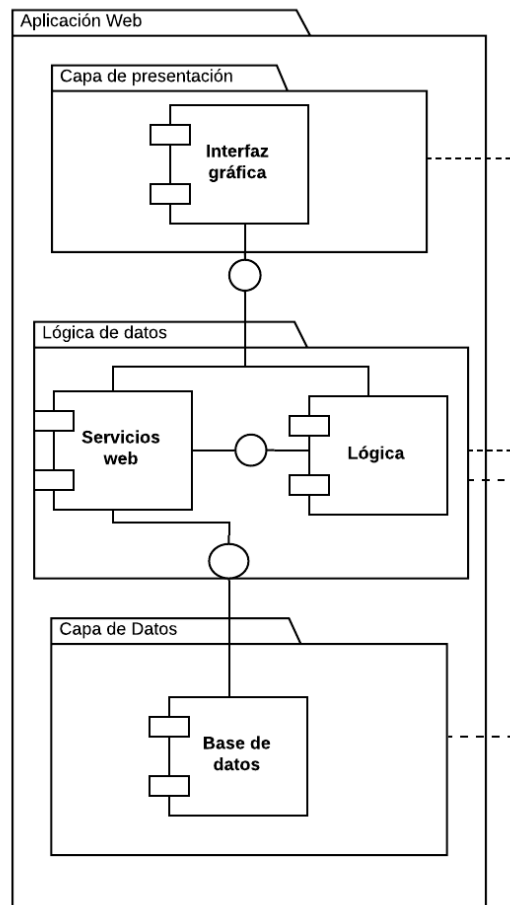 Aplicación Web
Capa de presentación
Interfaz
gráfica
Lógica de datos
Servicios
web
Lógica
Capa de Datos
Base de
datos